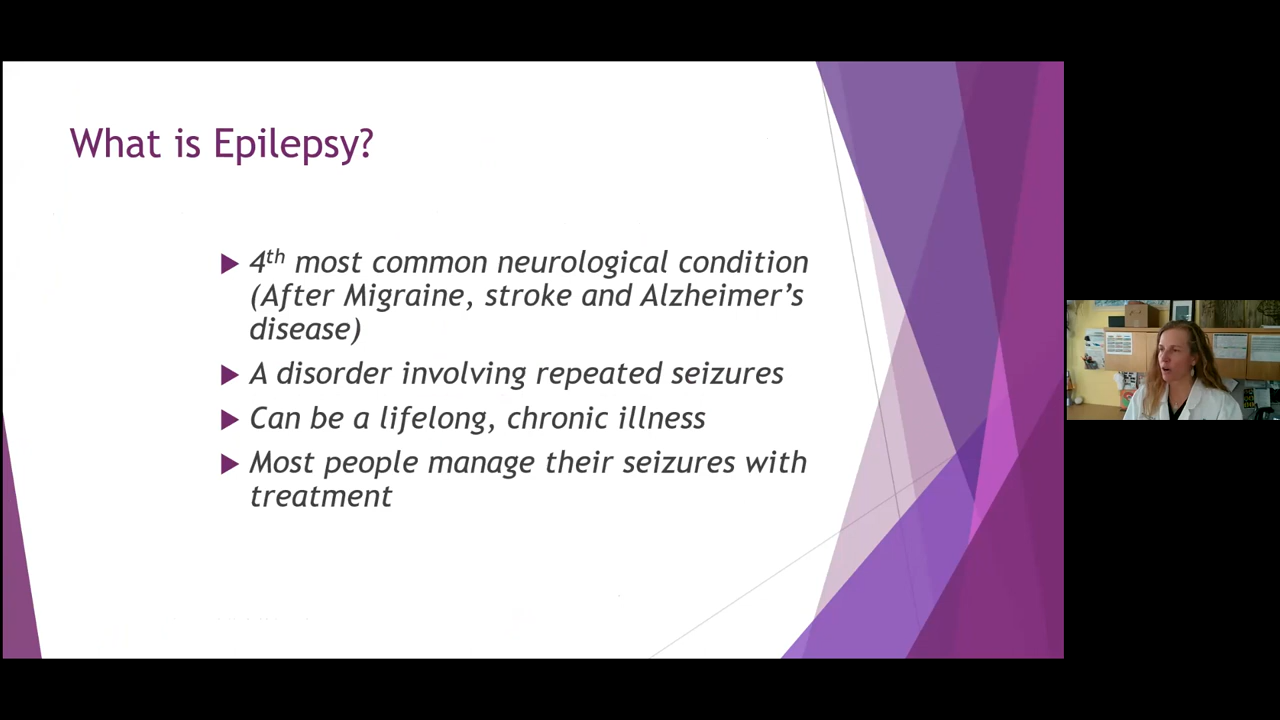 What is Epilepsy?
4th most common neurological condition
(After Migraine, stroke and Alzheimer’s
disease)
A disorder involving repeated seizures
Can be a lifelong, chronic illness
Most people manage their seizures with
treatment